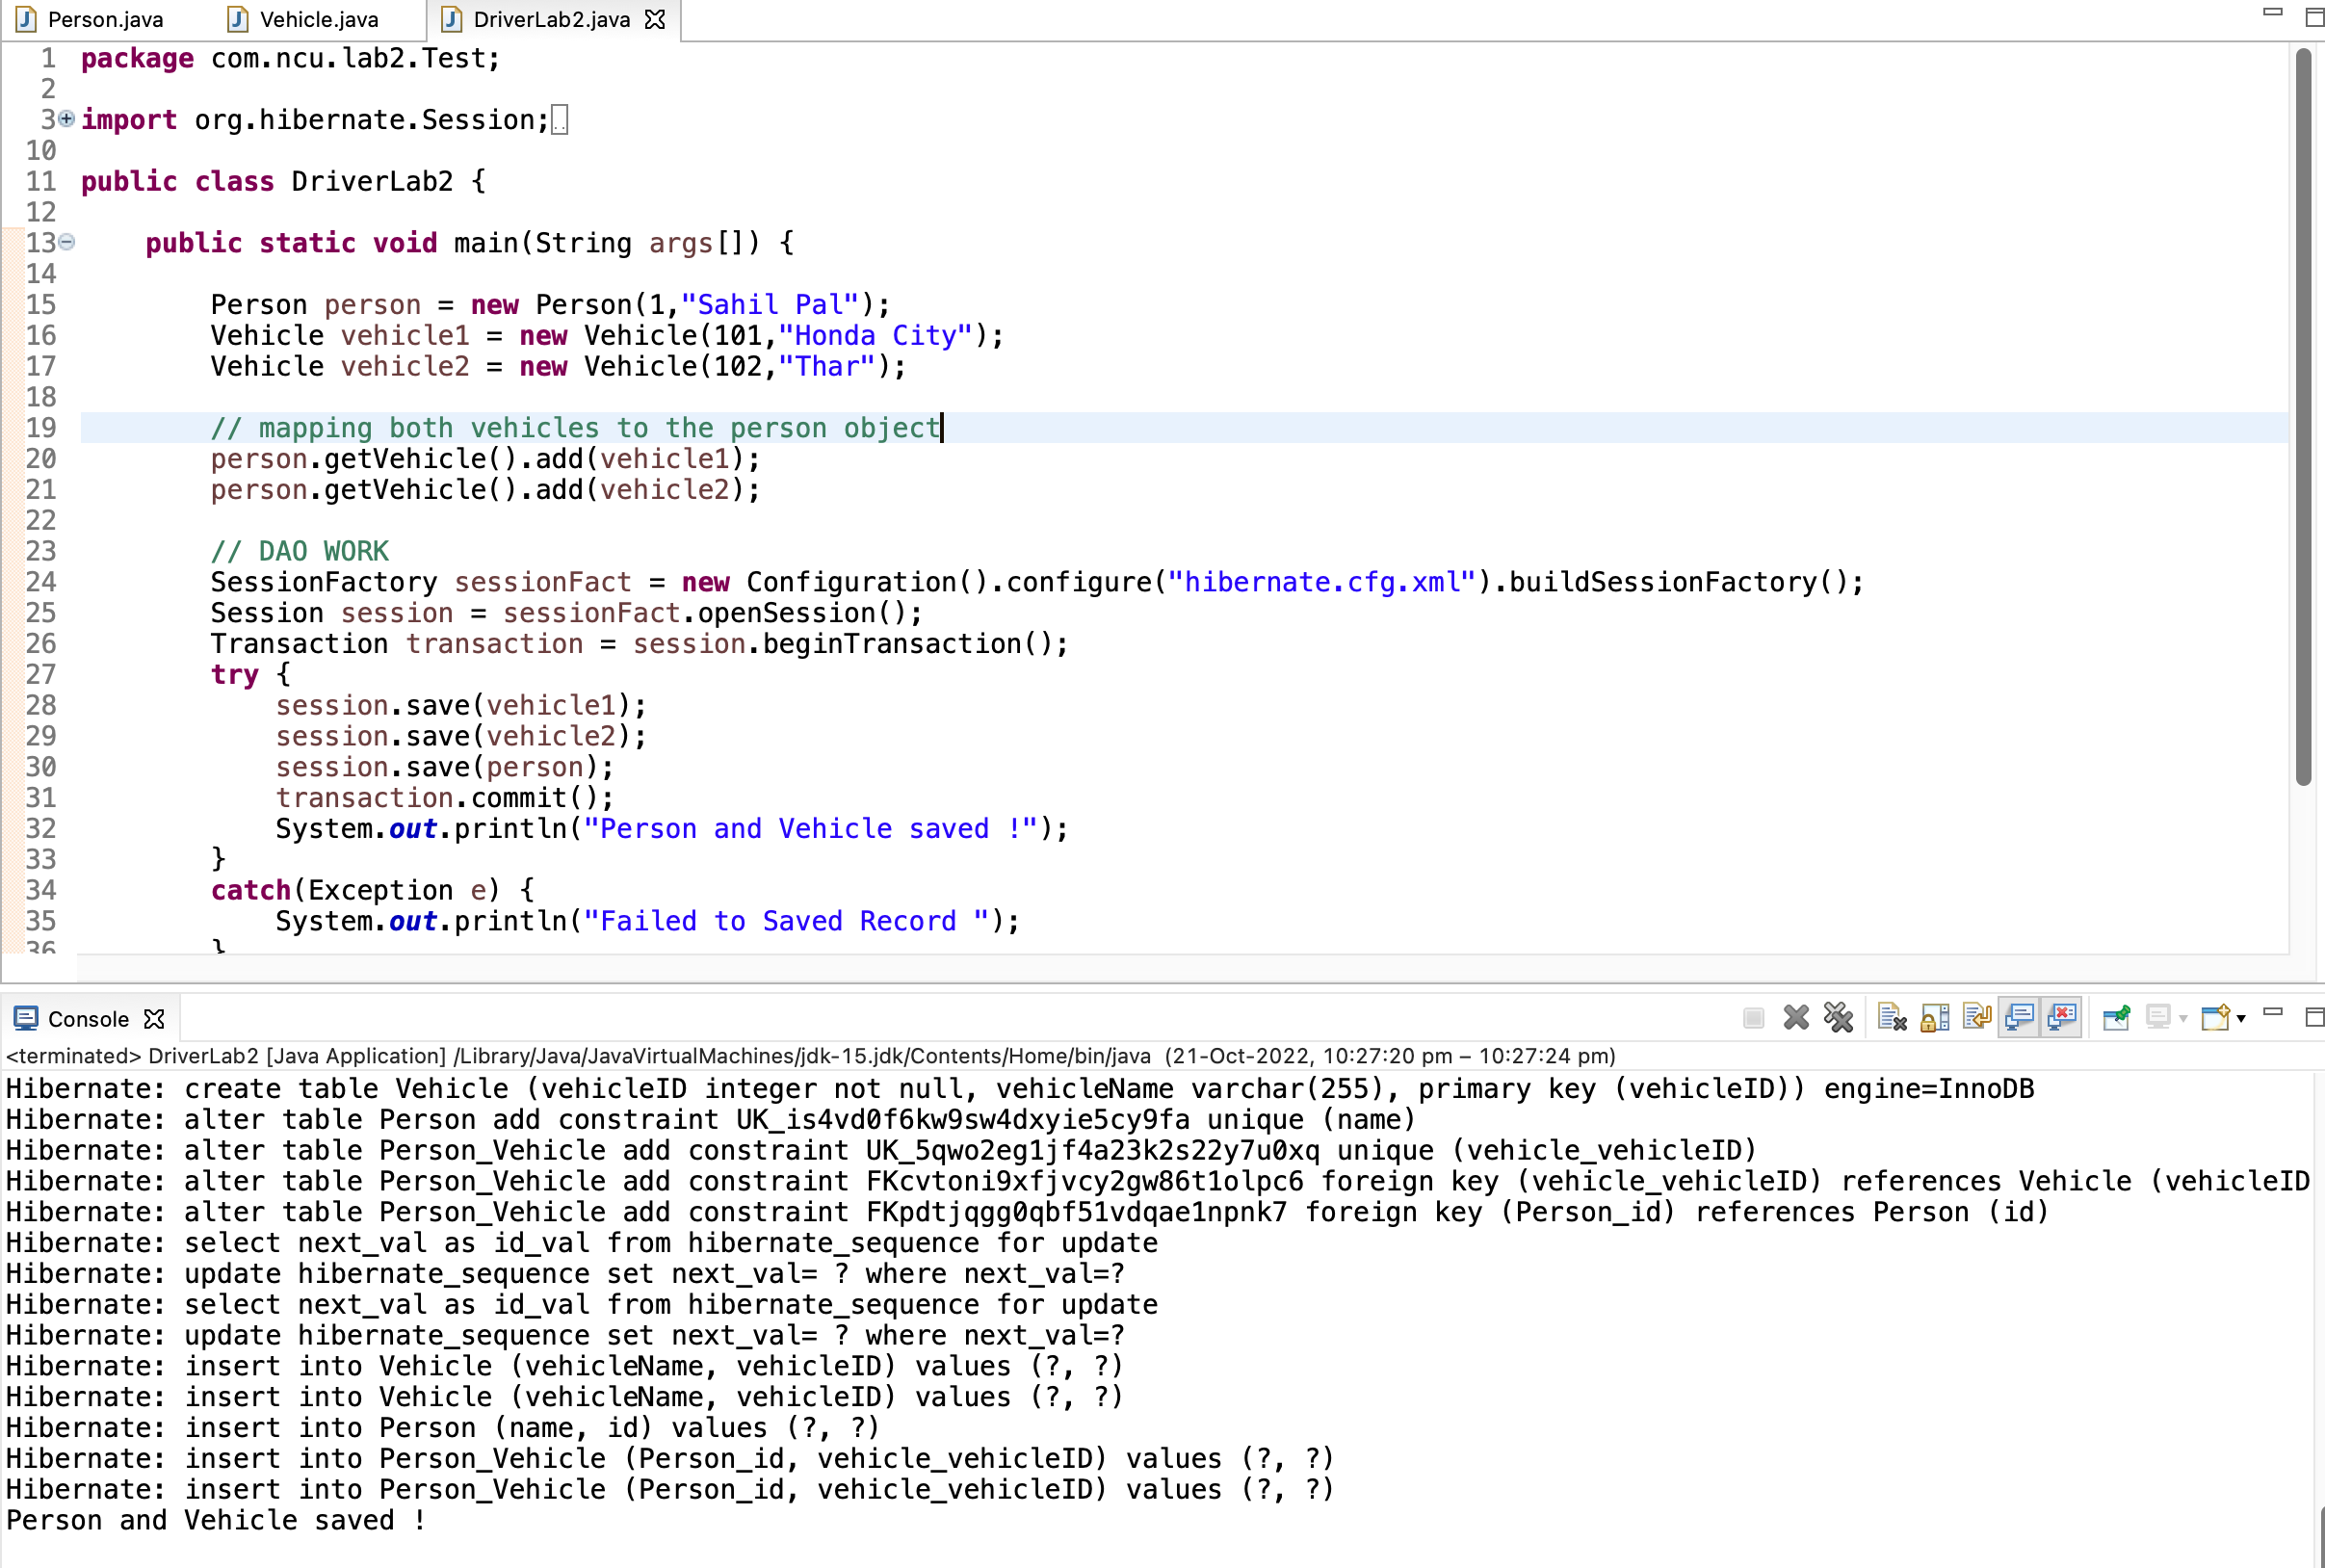 Person.java Vehicle.java DriverLab2.java
1 package com.ncu.lab2.Test;
2
3 import org.hibernate.Session;
10
11 public class DriverLab2 {
12
13 public static void main(String args[]) {
14
15 Person person = new Person(1,"Sahil Pal");
16 Vehicle vehicle1 = new Vehicle(101,"Honda City");
17 Vehicle vehicle2 = new Vehicle(102,"Thar");
18
19 // mapping both vehicles to the person object
20 person.getVehicle().add(vehicle1);
21 person.getVehicle().add(vehicle2);
22
23 // DAO WORK
24 SessionFactory sessionFact = new Configuration().configure("hibernate.cfg.xml").buildSessionFactory();
25 Session session = sessionFact.openSession();
26 Transaction transaction = session.beginTransaction();
27 try {
28 session.save(vehicle1);
29 session.save(vehicle2);
30 session.save(person);
31 transaction.commit();
32 System.out.println("Person and Vehicle saved !");
33 }
34 catch(Exception e) {
35 System.out.println("Failed to Saved Record ");
36 }
Console
<terminated> DriverLab2 [Java Application] /Library/Java/JavaVirtualMachines/jdk-15.jdk/Contents/Home/bin/java (21-Oct-2022, 10:27:20 pm – 10:27:24 pm)
Hibernate: create table Vehicle (vehicleID integer not null, vehicleName varchar(255), primary key (vehicleID)) engine=InnoDB
Hibernate: alter table Person add constraint UK_is4vd0f6kw9sw4dxyie5cy9fa unique (name)
Hibernate: alter table Person_Vehicle add constraint UK_5qwo2eg1jf4a23k2s22y7u0xq unique (vehicle_vehicleID)
Hibernate: alter table Person_Vehicle add constraint FKcvtoni9xfjvcy2gw86t1olpc6 foreign key (vehicle_vehicleID) references Vehicle (vehicleID
Hibernate: alter table Person_Vehicle add constraint FKpdtjqgg0qbf51vdqae1npnk7 foreign key (Person_id) references Person (id)
Hibernate: select next_val as id_val from hibernate_sequence for update
Hibernate: update hibernate_sequence set next_val= ? where next_val=?
Hibernate: select next_val as id_val from hibernate_sequence for update
Hibernate: update hibernate_sequence set next_val= ? where next_val=?
Hibernate: insert into Vehicle (vehicleName, vehicleID) values (?, ?)
Hibernate: insert into Vehicle (vehicleName, vehicleID) values (?, ?)
Hibernate: insert into Person (name, id) values (?, ?)
Hibernate: insert into Person_Vehicle (Person_id, vehicle_vehicleID) values (?, ?)
Hibernate: insert into Person_Vehicle (Person_id, vehicle_vehicleID) values (?, ?)
Person and Vehicle saved !